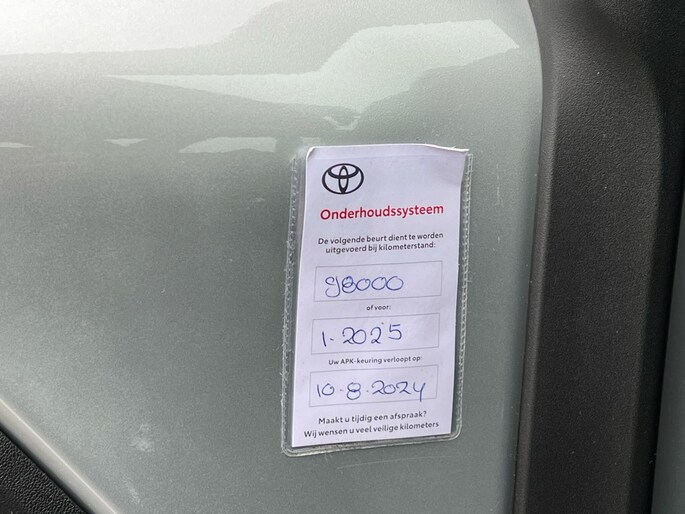 Onderhoudssysteem
De volgende beurt dient te worden
uitgevoerd bij kilometerstand:
98000
of voor:
1-2025
Uw APK-keuring verloopt op:
10-8-2024
Maakt u tijdig een afspraak?
Wij wensen u veel veilige kilometers